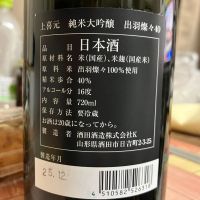 上喜元 純米大吟醸 出羽燦々40
品目 日本酒
原材料名 米(国産)、米麹(国産米)
原料米 出羽燦々100%使用
精米歩合 40%
アルコール分 16度
内容量 720ml
保存方法 要冷蔵
お酒は20歳になってから。
製造者 酒田酒造株式会社K
山形県酒田市日吉町2-3-25
製造年月
25.12
4 510582 526318